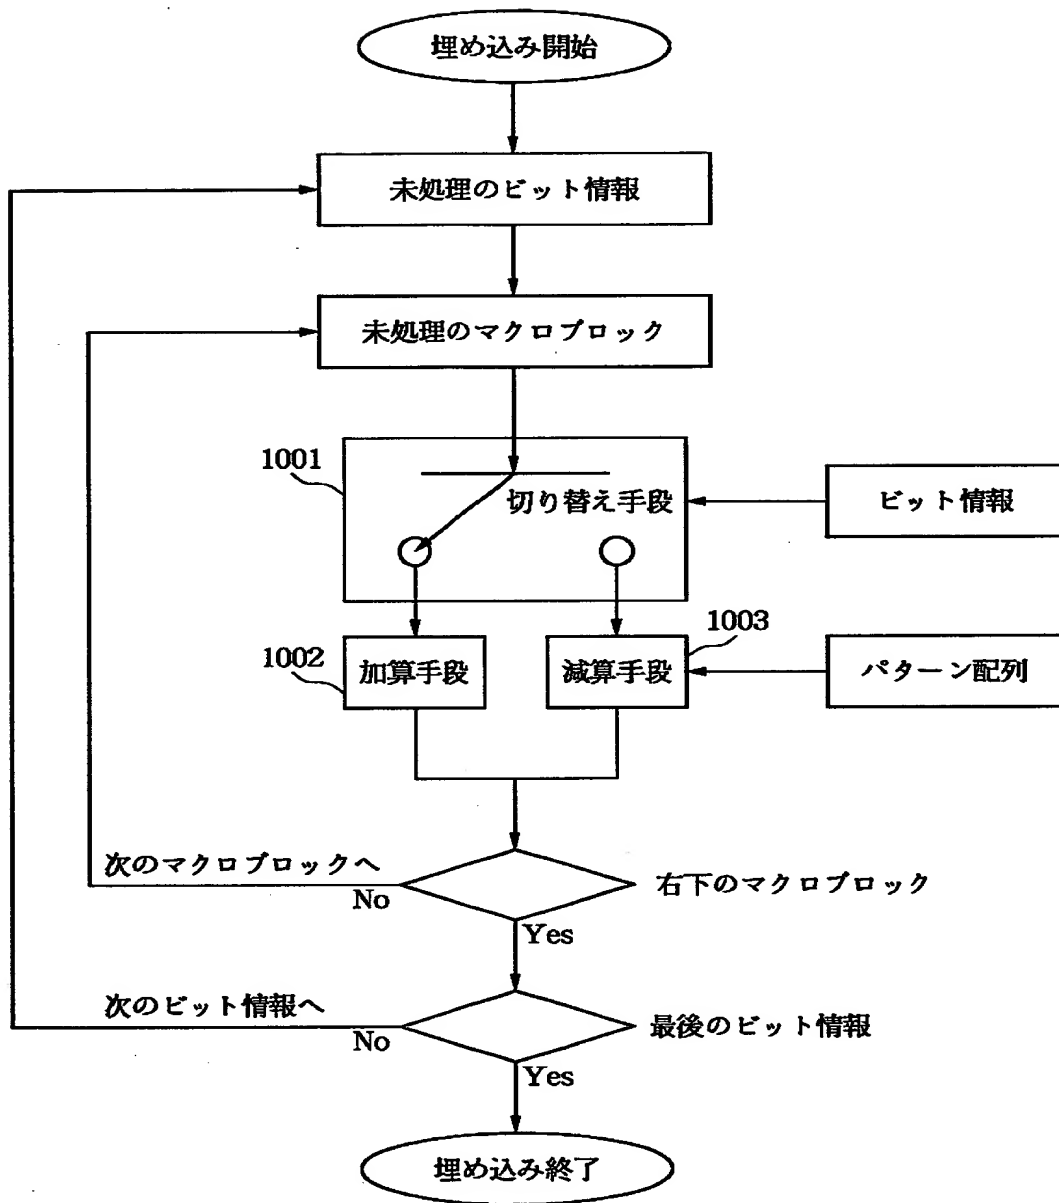 埋め込み開始
未処理のビット情報
未処理のマクロブロック
1001
切り替え手段
ビット情報
1002
加算手段
1003
減算手段
パターン配列
次のマクロブロックへ
No
右下のマクロブロック
Yes
次のビット情報へ
No
最後のビット情報
Yes
埋め込み終了